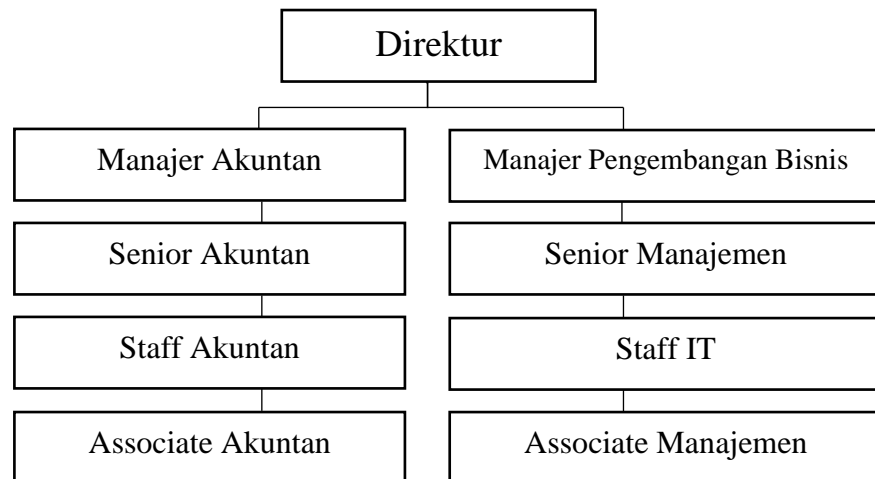 Direktur
Manajer Akuntan
Manajer Pengembangan Bisnis
Senior Akuntan
Senior Manajemen
Staff Akuntan
Staff IT
Associate Akuntan
Associate Manajemen